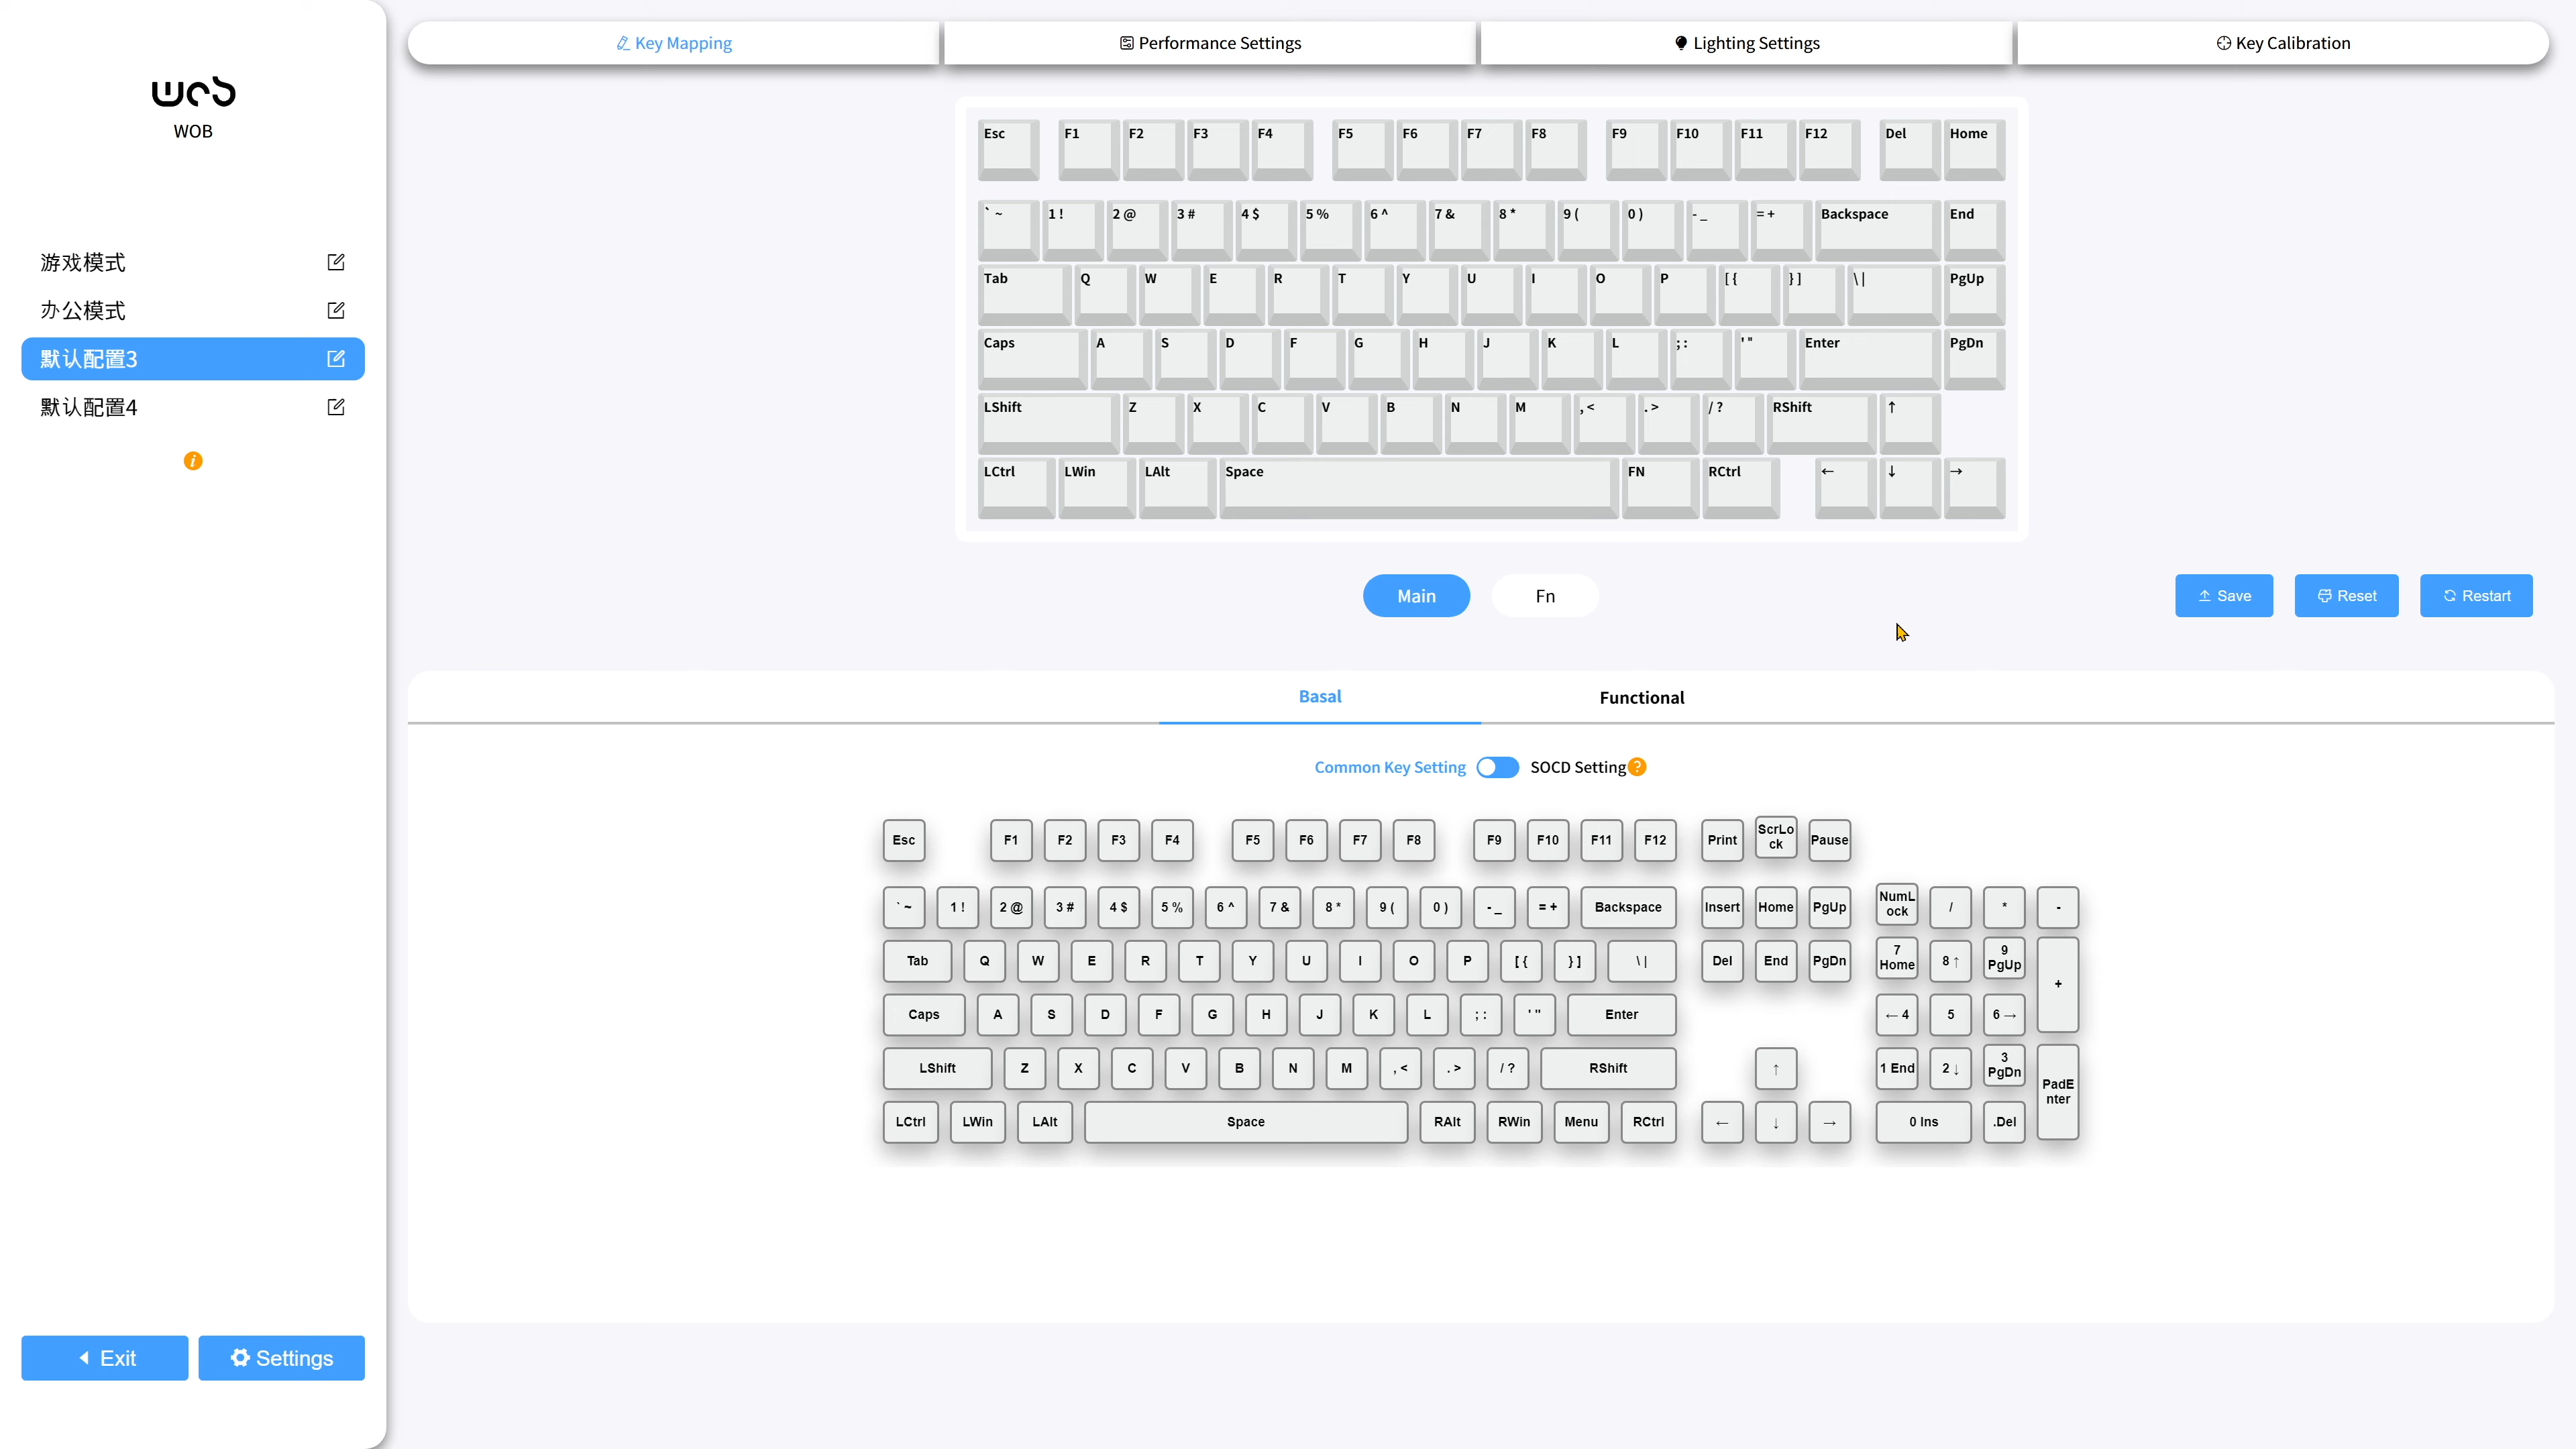 Key Mapping
Performance Settings
Lighting Settings
Key Calibration
WOB
WOB
游戏模式
办公模式
默认配置3
默认配置4
Exit
Settings
Esc F1 F2 F3 F4 F5 F6 F7 F8 F9 F10 F11 F12 Del Home
` ~ 1 ! 2 @ 3 # 4 $ 5 % 6 ^ 7 & 8 * 9 ( 0 ) - _ = + Backspace End
Tab Q W E R T Y U I O P [ { } ] \ | PgUp
Caps A S D F G H J K L ; : ' " Enter PgDn
LShift Z X C V B N M , < . > / ? RShift ↑
LCtrl LWin LAlt Space FN RCtrl ← ↓ →
Main Fn
Save Reset Restart
Basal Functional
Common Key Setting SOCD Setting ?
Esc F1 F2 F3 F4 F5 F6 F7 F8 F9 F10 F11 F12 Print ScrLock Pause
` ~ 1 ! 2 @ 3 # 4 $ 5 % 6 ^ 7 & 8 * 9 ( 0 ) - _ = + Backspace Insert Home PgUp NumLock / * -
Tab Q W E R T Y U I O P [ { } ] \ | Del End PgDn 7 Home 8 ↑ 9 PgUp +
Caps A S D F G H J K L ; : ' " Enter ← 4 5 6 →
LShift Z X C V B N M , < . > / ? RShift ↑ 1 End 2 ↓ 3 PgDn PadEnter
LCtrl LWin LAlt Space RAlt RWin Menu RCtrl ← ↓ → 0 Ins .Del